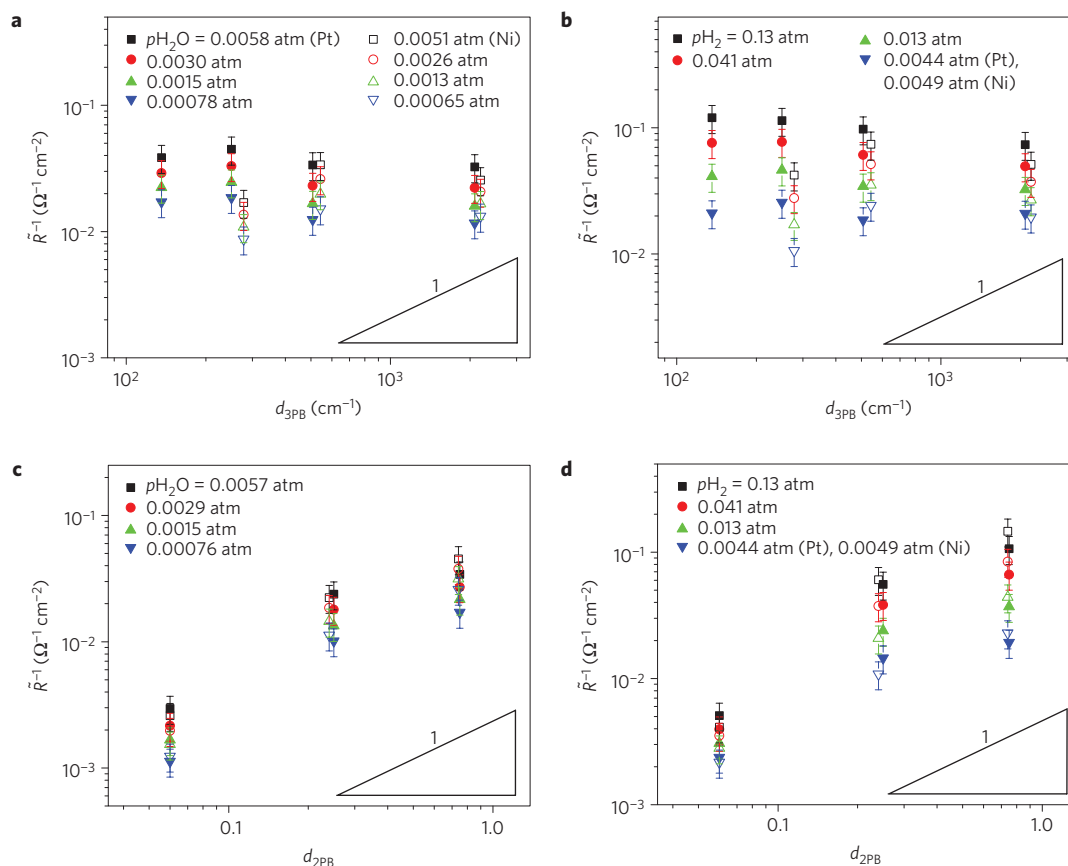 a
pH₂O = 0.0058 atm (Pt)
0.0030 atm
0.0015 atm
0.00078 atm
0.0051 atm (Ni)
0.0026 atm
0.0013 atm
0.00065 atm
10⁻¹
10⁻²
10⁻³
R̃⁻¹ (Ω⁻¹ cm⁻²)
1
10²
10³
d₃PB (cm⁻¹)
b
pH₂ = 0.13 atm
0.041 atm
0.013 atm
0.0044 atm (Pt),
0.0049 atm (Ni)
10⁻¹
10⁻²
R̃⁻¹ (Ω⁻¹ cm⁻²)
1
10²
10³
d₃PB (cm⁻¹)
c
pH₂O = 0.0057 atm
0.0029 atm
0.0015 atm
0.00076 atm
10⁻¹
10⁻²
10⁻³
R̃⁻¹ (Ω⁻¹ cm⁻²)
1
0.1
1.0
d₂PB
d
pH₂ = 0.13 atm
0.041 atm
0.013 atm
0.0044 atm (Pt), 0.0049 atm (Ni)
10⁻¹
10⁻²
10⁻³
R̃⁻¹ (Ω⁻¹ cm⁻²)
1
0.1
1.0
d₂PB